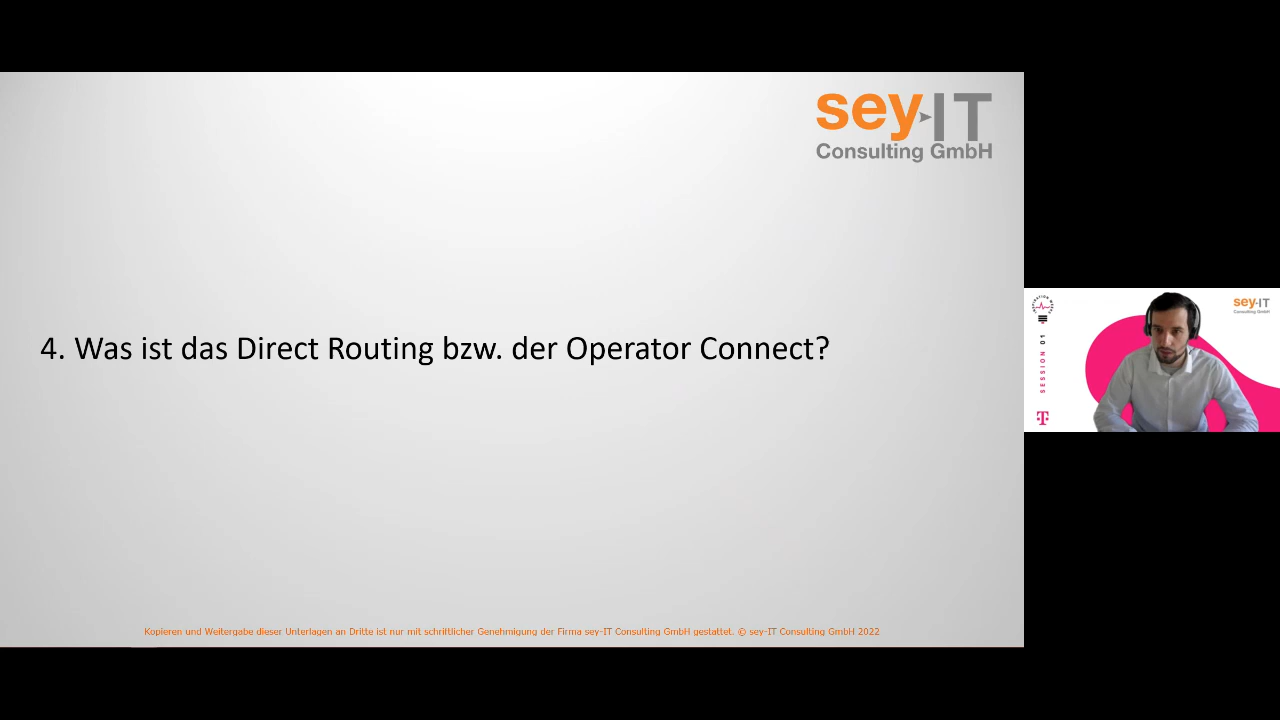 sey-IT
Consulting GmbH
4. Was ist das Direct Routing bzw. der Operator Connect?
Kopieren und Weitergabe dieser Unterlagen an Dritte ist nur mit schriftlicher Genehmigung der Firma sey-IT Consulting GmbH gestattet. © sey-IT Consulting GmbH 2022
SESSION 01
T
sey-IT
Consulting GmbH